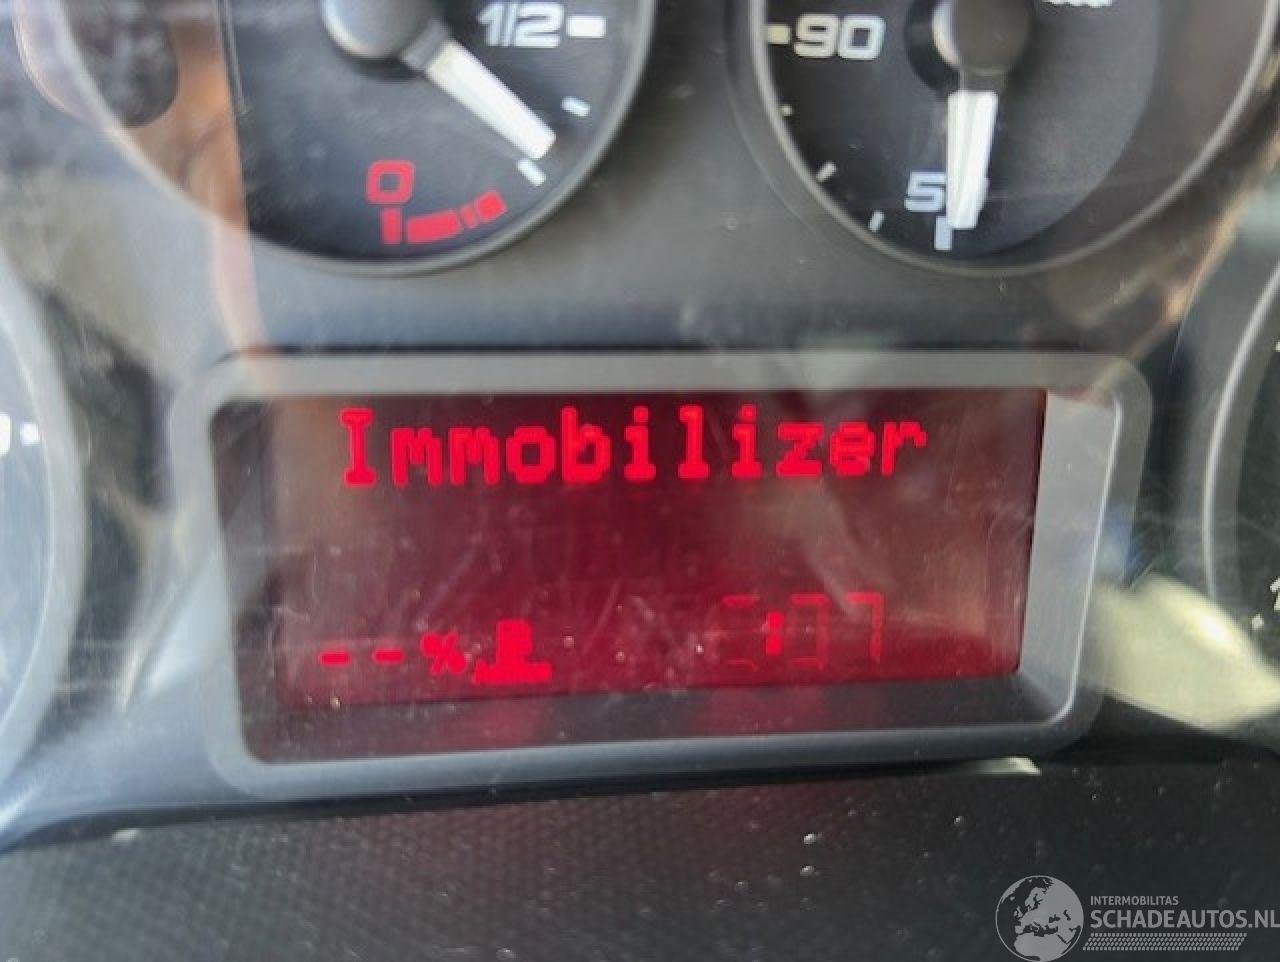 1/2
90
0
50
Immobilizer
--%
INTERMOBILITAS
SCHADEAUTOS.NL